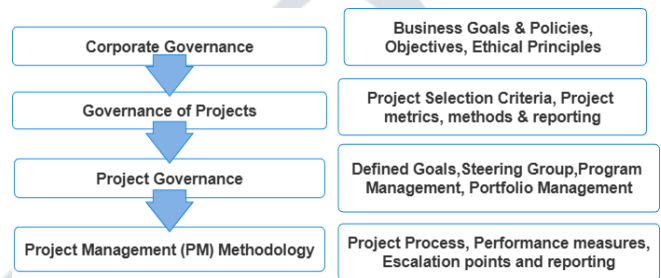 Corporate Governance
Business Goals & Policies,
Objectives, Ethical Principles
Governance of Projects
Project Selection Criteria, Project
metrics, methods & reporting
Project Governance
Defined Goals,Steering Group,Program
Management, Portfolio Management
Project Management (PM) Methodology
Project Process, Performance measures,
Escalation points and reporting